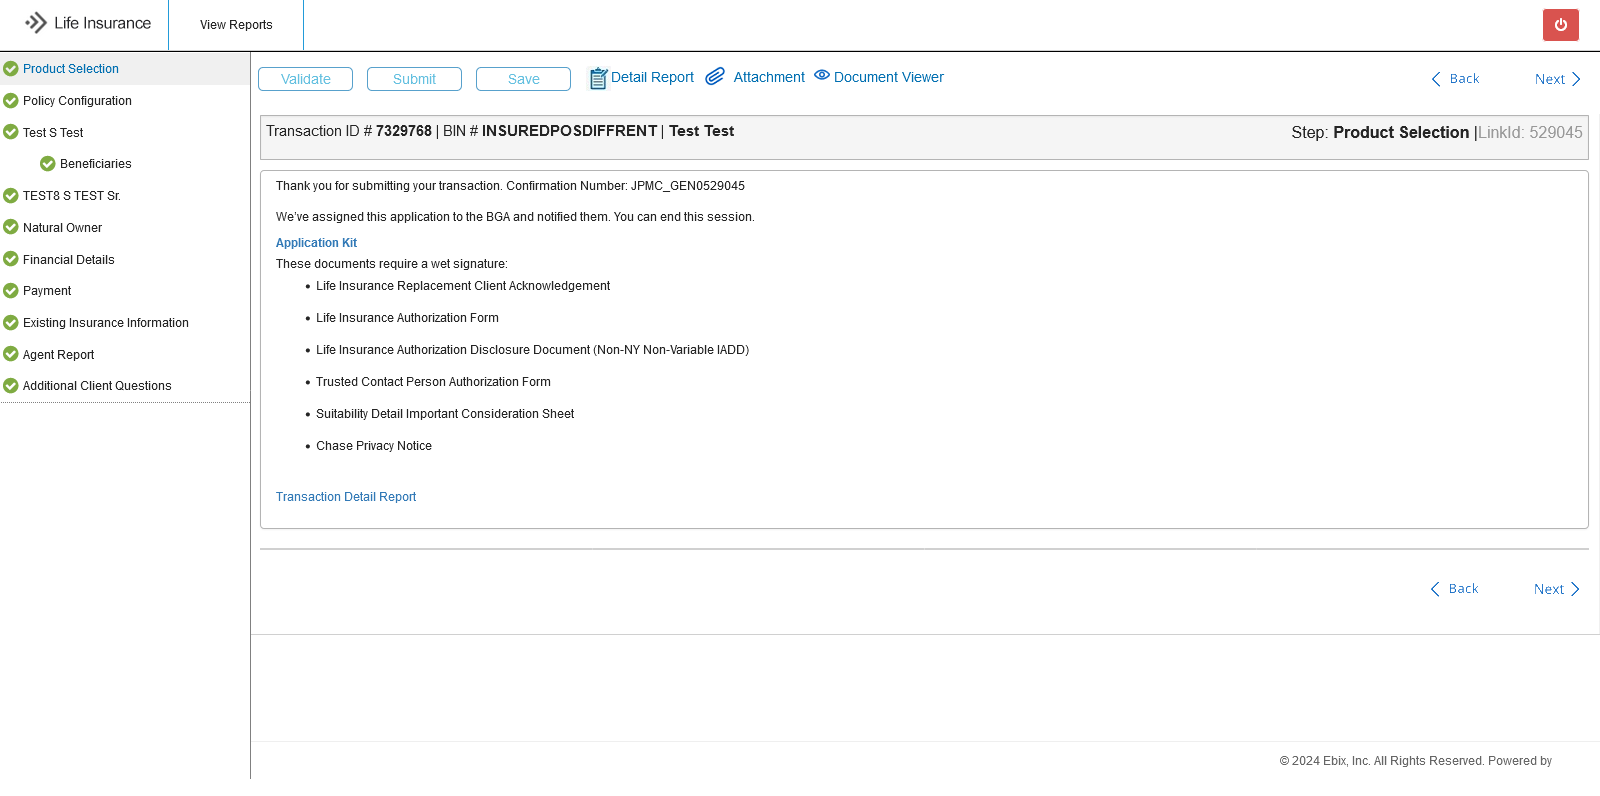 Life Insurance
View Reports
Product Selection
Policy Configuration
Test S Test
Beneficiaries
TEST8 S TEST Sr.
Natural Owner
Financial Details
Payment
Existing Insurance Information
Agent Report
Additional Client Questions
Validate Submit Save Detail Report Attachment Document Viewer Back Next
Transaction ID # 7329768 | BIN # INSUREDPOSDIFFRENT | Test Test
Step: Product Selection |LinkId: 529045
Thank you for submitting your transaction. Confirmation Number: JPMC_GEN0529045
We've assigned this application to the BGA and notified them. You can end this session.
Application Kit
These documents require a wet signature:
• Life Insurance Replacement Client Acknowledgement
• Life Insurance Authorization Form
• Life Insurance Authorization Disclosure Document (Non-NY Non-Variable IADD)
• Trusted Contact Person Authorization Form
• Suitability Detail Important Consideration Sheet
• Chase Privacy Notice
Transaction Detail Report
Back Next
© 2024 Ebix, Inc. All Rights Reserved. Powered by